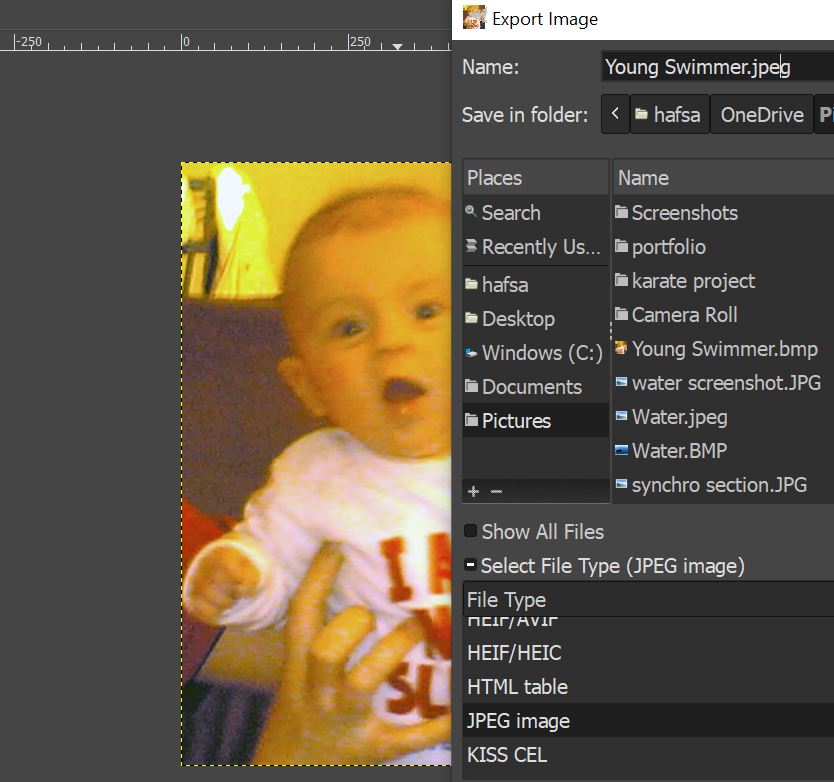 Export Image
-250
0
250
Name:
Young Swimmer.jpeg
Save in folder:
hafsa
OneDrive
Places
Name
Search
Screenshots
Recently Us...
portfolio
hafsa
karate project
Desktop
Camera Roll
Windows (C:)
Young Swimmer.bmp
Documents
water screenshot.JPG
Pictures
Water.jpeg
Water.BMP
synchro section.JPG
Show All Files
Select File Type (JPEG image)
File Type
HEIF/AVIF
HEIF/HEIC
HTML table
JPEG image
KISS CEL
I
SL